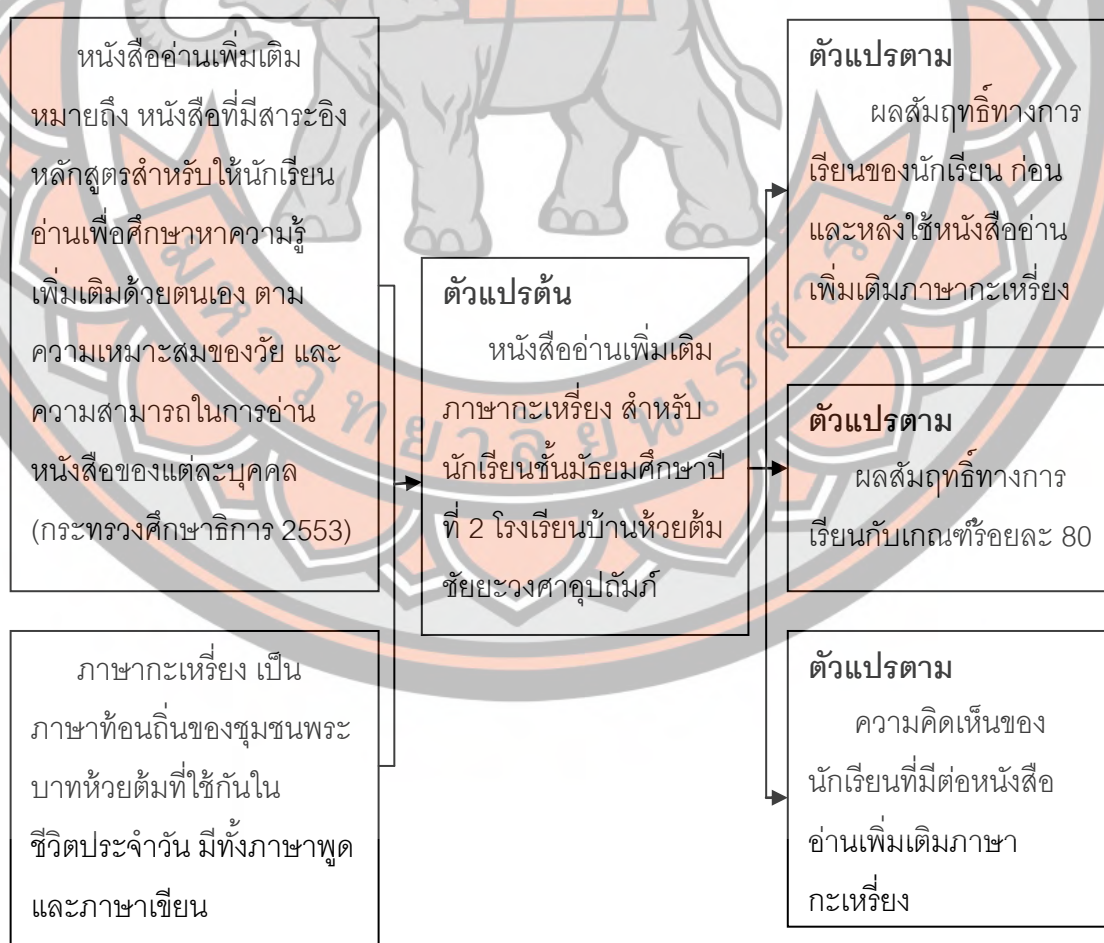 หนังสืออ่านเพิ่มเติม
หมายถึง หนังสือที่มีสาระอิง
หลักสูตรสำหรับให้นักเรียน
อ่านเพื่อศึกษาหาความรู้
เพิ่มเติมด้วยตนเอง ตาม
ความเหมาะสมของวัย และ
ความสามารถในการอ่าน
หนังสือของแต่ละบุคคล
(กระทรวงศึกษาธิการ 2553)
ภาษากะเหรี่ยง เป็น
ภาษาท้อนถิ่นของชุมชนพระ
บาทห้วยต้มที่ใช้กันใน
ชีวิตประจำวัน มีทั้งภาษาพูด
และภาษาเขียน
ตัวแปรต้น
หนังสืออ่านเพิ่มเติม
ภาษากะเหรี่ยง สำหรับ
นักเรียนชั้นมัธยมศึกษาปี
ที่ 2 โรงเรียนบ้านห้วยต้ม
ชัยยะวงศาอุปถัมภ์
ตัวแปรตาม
ผลสัมฤทธิ์ทางการ
เรียนของนักเรียน ก่อน
และหลังใช้หนังสืออ่าน
เพิ่มเติมภาษากะเหรี่ยง
ตัวแปรตาม
ผลสัมฤทธิ์ทางการ
เรียนกับเกณฑ์ร้อยละ 80
ตัวแปรตาม
ความคิดเห็นของ
นักเรียนที่มีต่อหนังสือ
อ่านเพิ่มเติมภาษา
กะเหรี่ยง
มหาวิทยาลัยนเรศวร